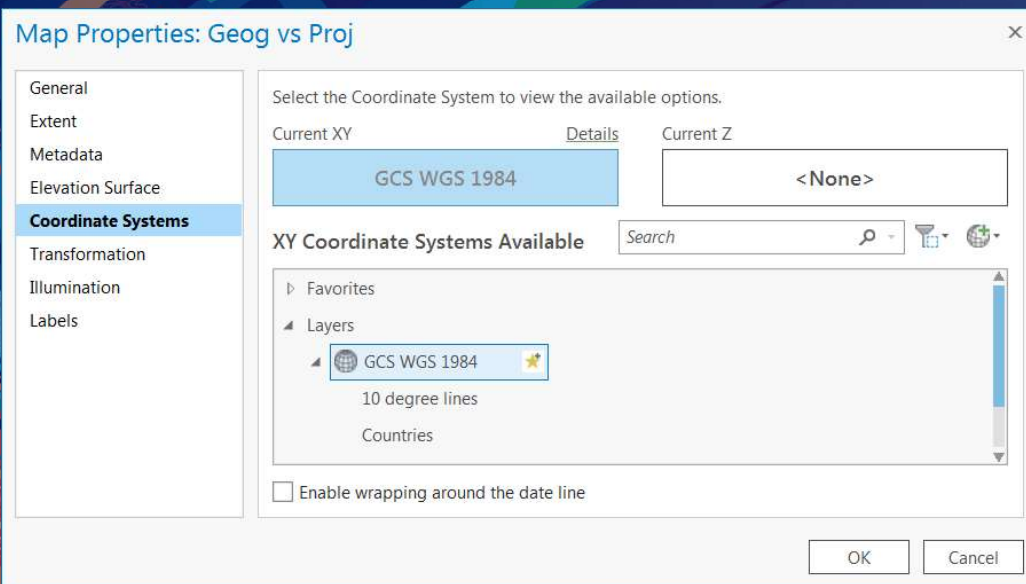 Map Properties: Geog vs Proj
General
Extent
Metadata
Elevation Surface
Coordinate Systems
Transformation
Illumination
Labels
Select the Coordinate System to view the available options.
Current XY Details Current Z
GCS WGS 1984 <None>
XY Coordinate Systems Available Search
Favorites
Layers
GCS WGS 1984
10 degree lines
Countries
Enable wrapping around the date line
OK Cancel